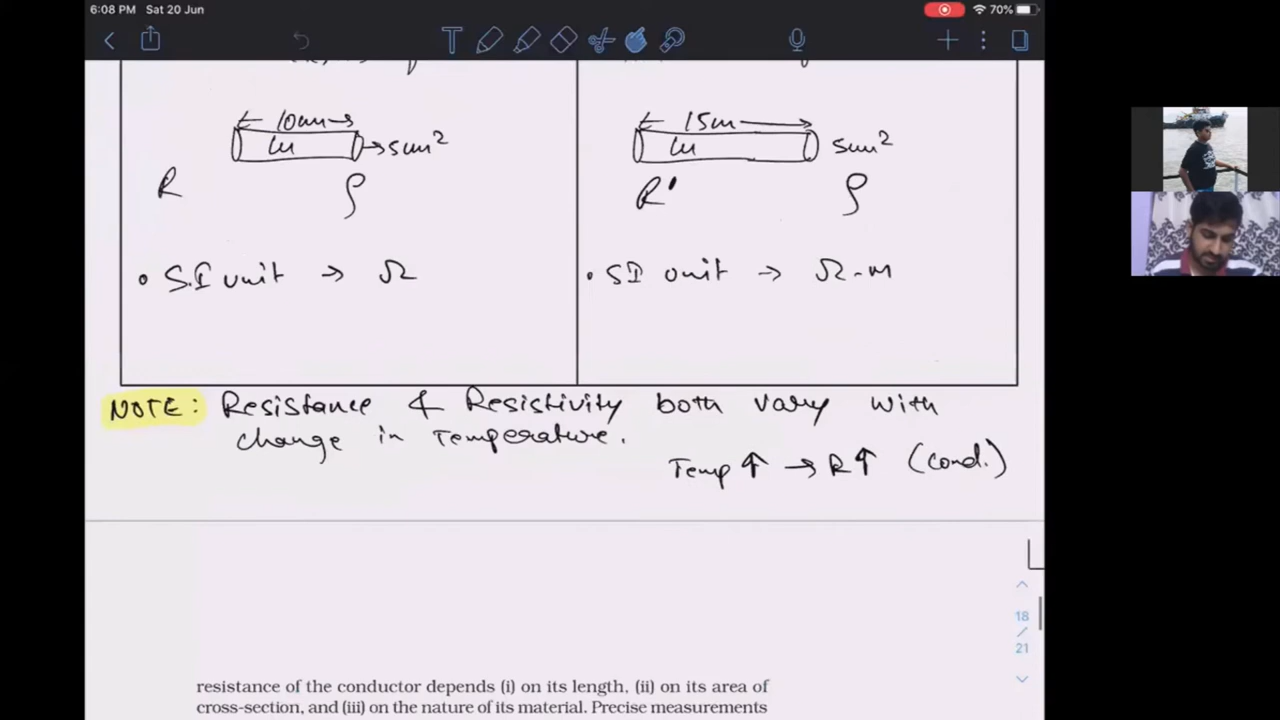 6:08 PM Sat 20 Jun
70%
10cm
Cu
5cm²
R
ρ
• S.I unit → Ω
15cm
Cu
5cm²
R'
ρ
• SI unit → Ω-m
NOTE: Resistance & Resistivity both vary with
change in Temperature.
Temp ↑ → R ↑ (cond.)
18
/
21
resistance of the conductor depends (i) on its length, (ii) on its area of
cross-section, and (iii) on the nature of its material. Precise measurements